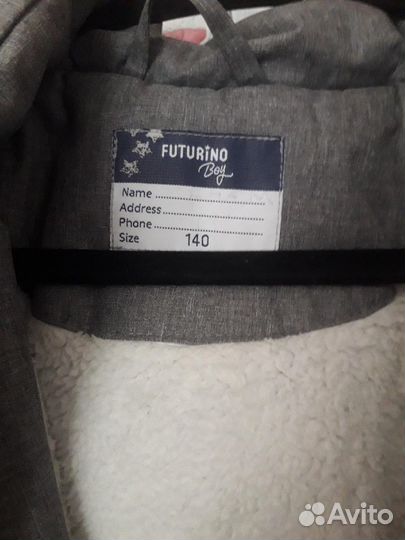 FUTURiNO
Boy
Name ..............................
Address ..........................
Phone .............................
Size 140
Avito